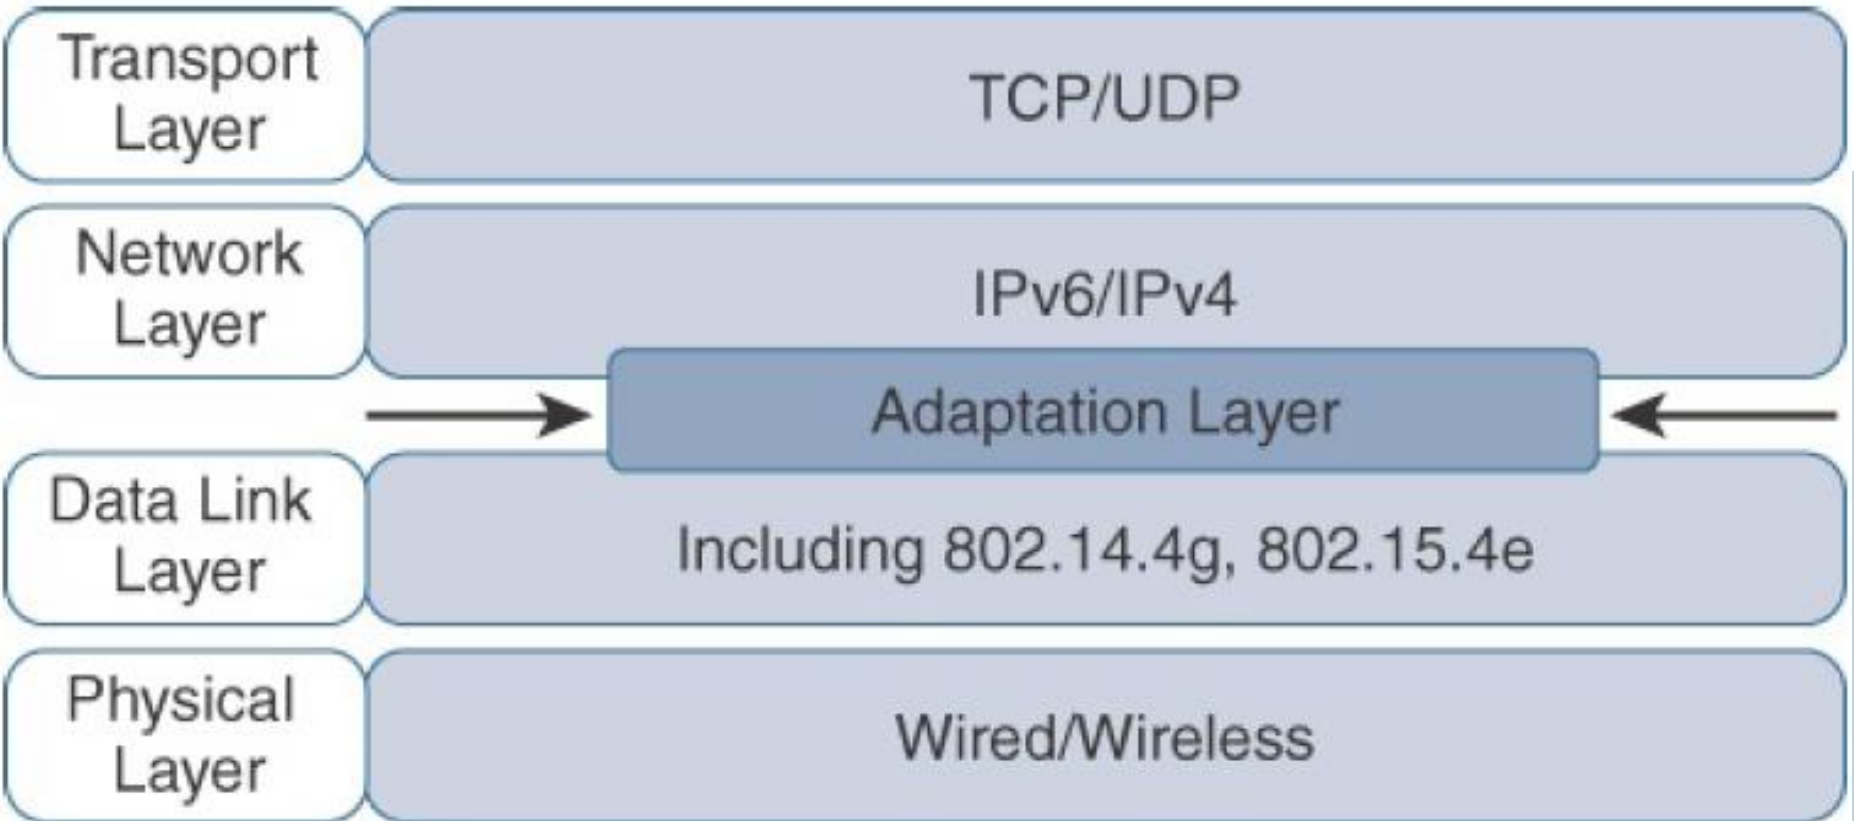 Transport
Layer
TCP/UDP
Network
Layer
IPv6/IPv4
Adaptation Layer
Data Link
Layer
Including 802.14.4g, 802.15.4e
Physical
Layer
Wired/Wireless